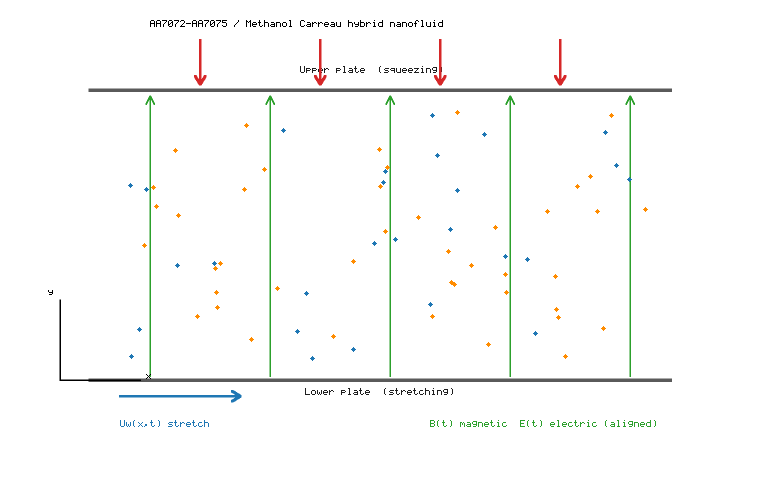 AA7072-AA7075 / Methanol Carreau hybrid nanofluid
Upper plate (squeezing)
y
x
Lower plate (stretching)
Uw(x,t) stretch
B(t) magnetic E(t) electric (aligned)